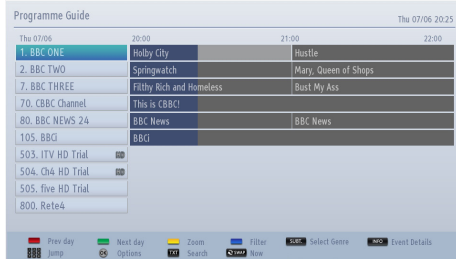 Programme Guide
Thu 07/06 20:25
Thu 07/06 20:00 21:00 22:00
1. BBC ONE Holby City Hustle
2. BBC TWO Springwatch Mary, Queen of Shops
7. BBC THREE Filthy Rich and Homeless Bust My Ass
70. CBBC Channel This is CBBC!
80. BBC NEWS 24 BBC News BBC News
105. BBCi BBCi
503. ITV HD Trial
504. Ch4 HD Trial
505. five HD Trial
800. Rete4
Prev day Next day Zoom Filter SUBT. Select Genre INFO Event Details
Jump OK Options TXT Search SWAP Now